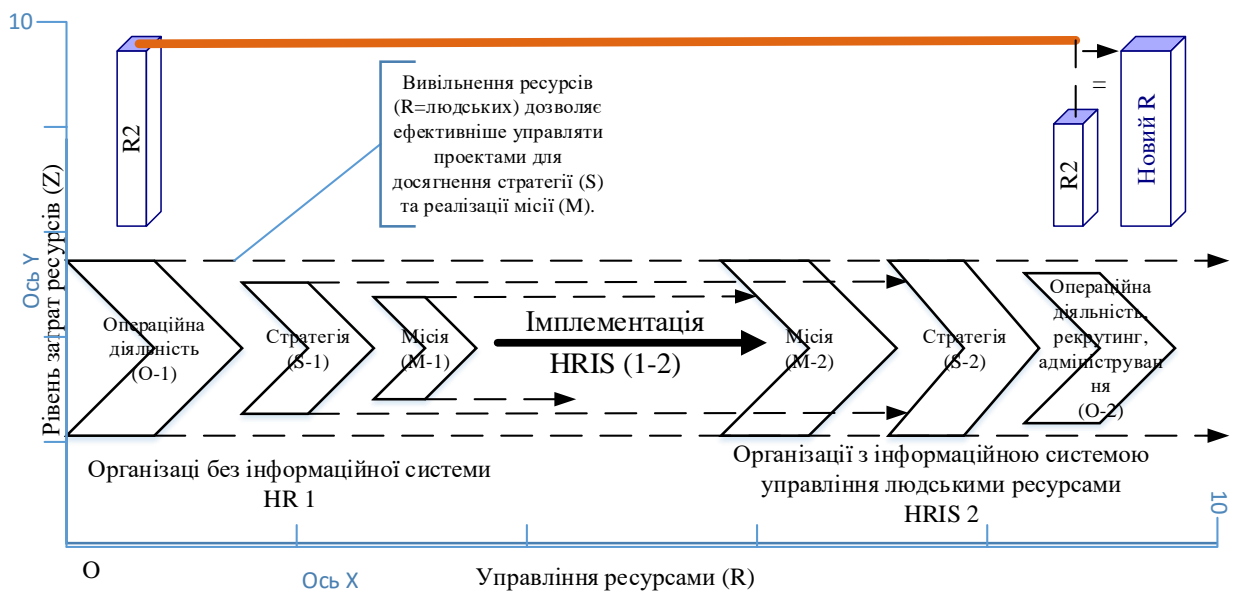 10
R2
Вивільнення ресурсів
(R=людських) дозволяє
ефективніше управляти
проектами для
досягнення стратегії (S)
та реалізації місії (M).
=
R2
Новий R
Рівень затрат ресурсів (Z)
Ось Y
Операційна
діяльність
(O-1)
Стратегія
(S-1)
Місія
(M-1)
Імплементація
HRIS (1-2)
Місія
(M-2)
Стратегія
(S-2)
Операційна
діяльність,
рекрутинг,
адмініструван
ня
(O-2)
Організаці без інформаційної системи
HR 1
Організації з інформаційною системою
управління людськими ресурсами
HRIS 2
10
O
Ось X
Управління ресурсами (R)